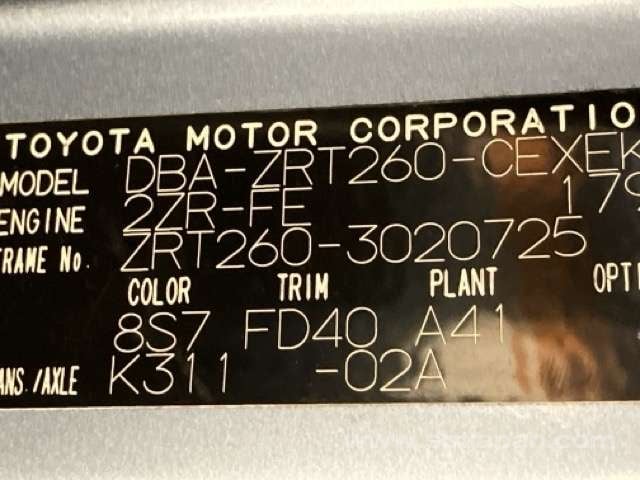 TOYOTA MOTOR CORPORATIO
MODEL DBA-ZRT260-CEXEK
ENGINE 2ZR-FE 179
FRAME No. ZRT260-3020725
COLOR TRIM PLANT OPTI
8S7 FD40 A41
ANS./AXLE K311 -02A